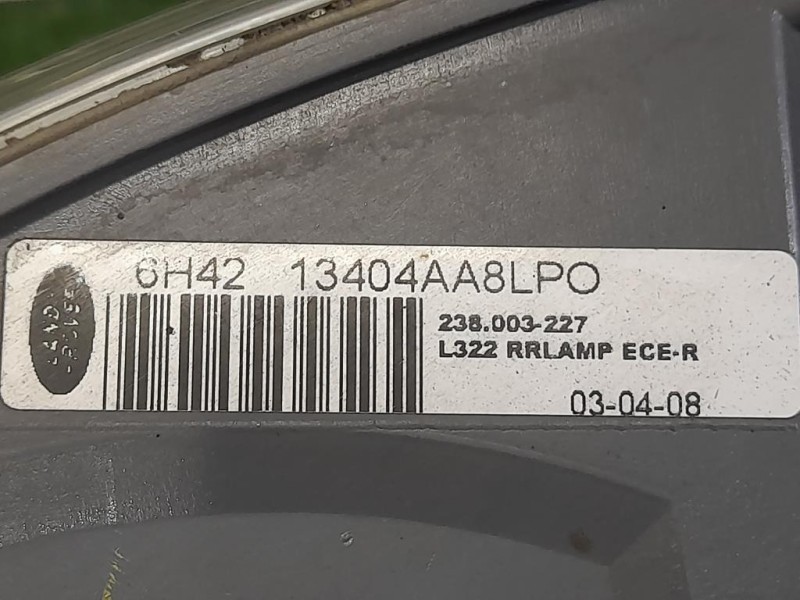 6H42 13404AA8LPO
238.003-227
L322 RRLAMP ECE-R
03-04-08